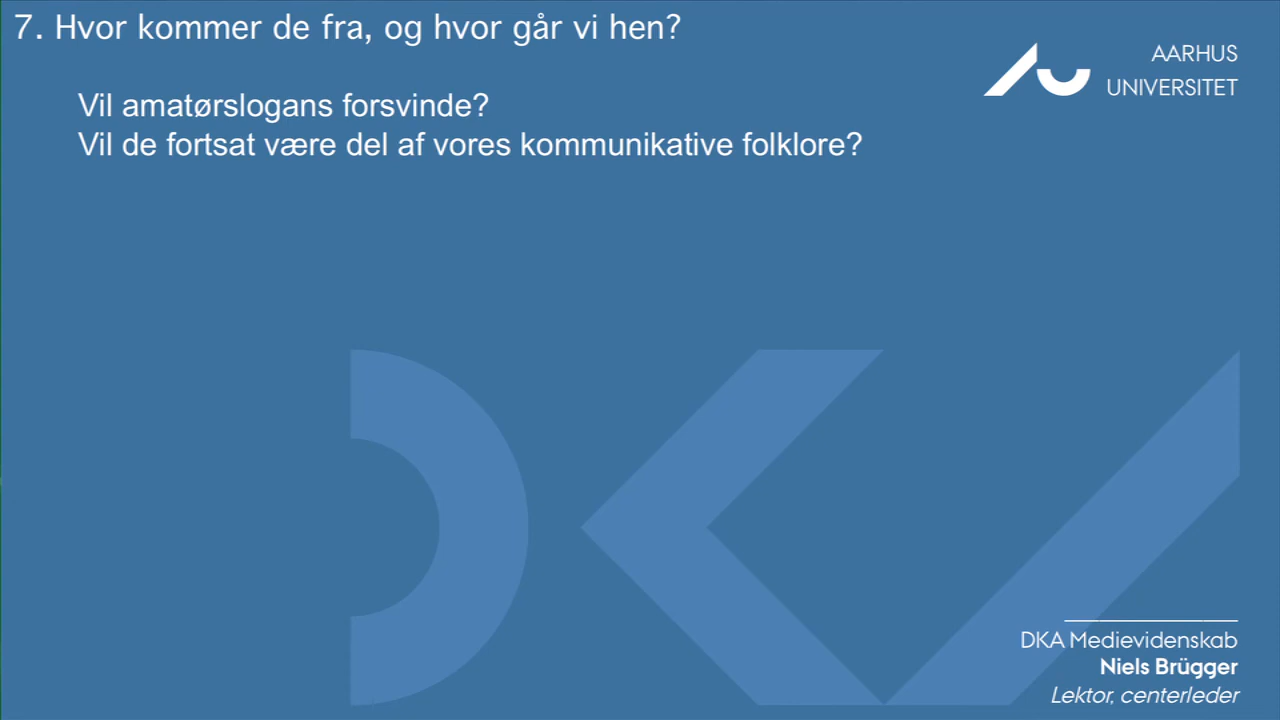 7. Hvor kommer de fra, og hvor går vi hen?
Vil amatørslogans forsvinde?
Vil de fortsat være del af vores kommunikative folklore?
AARHUS
UNIVERSITET
DKA Medievidenskab
Niels Brügger
Lektor, centerleder